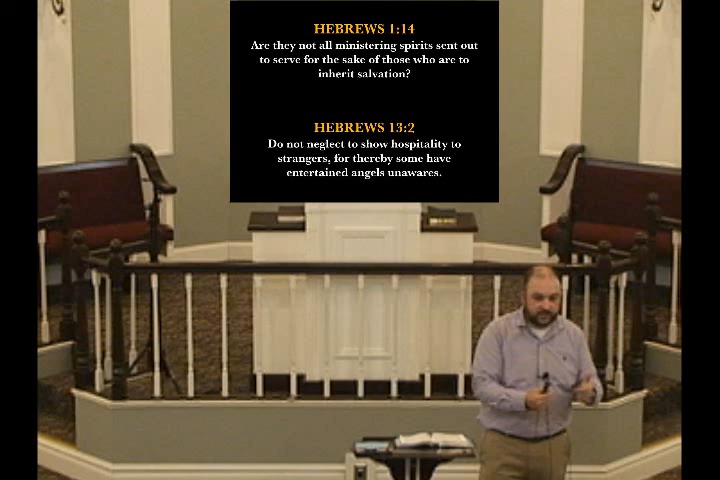 HEBREWS 1:14
Are they not all ministering spirits sent out
to serve for the sake of those who are to
inherit salvation?
HEBREWS 13:2
Do not neglect to show hospitality to
strangers, for thereby some have
entertained angels unawares.